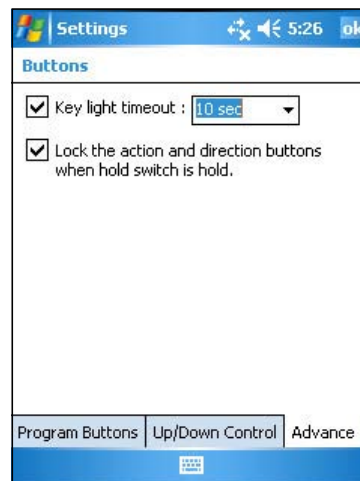 Settings 5:26 ok
Buttons
Key light timeout : 10 sec
Lock the action and direction buttons
when hold switch is hold.
Program Buttons Up/Down Control Advance